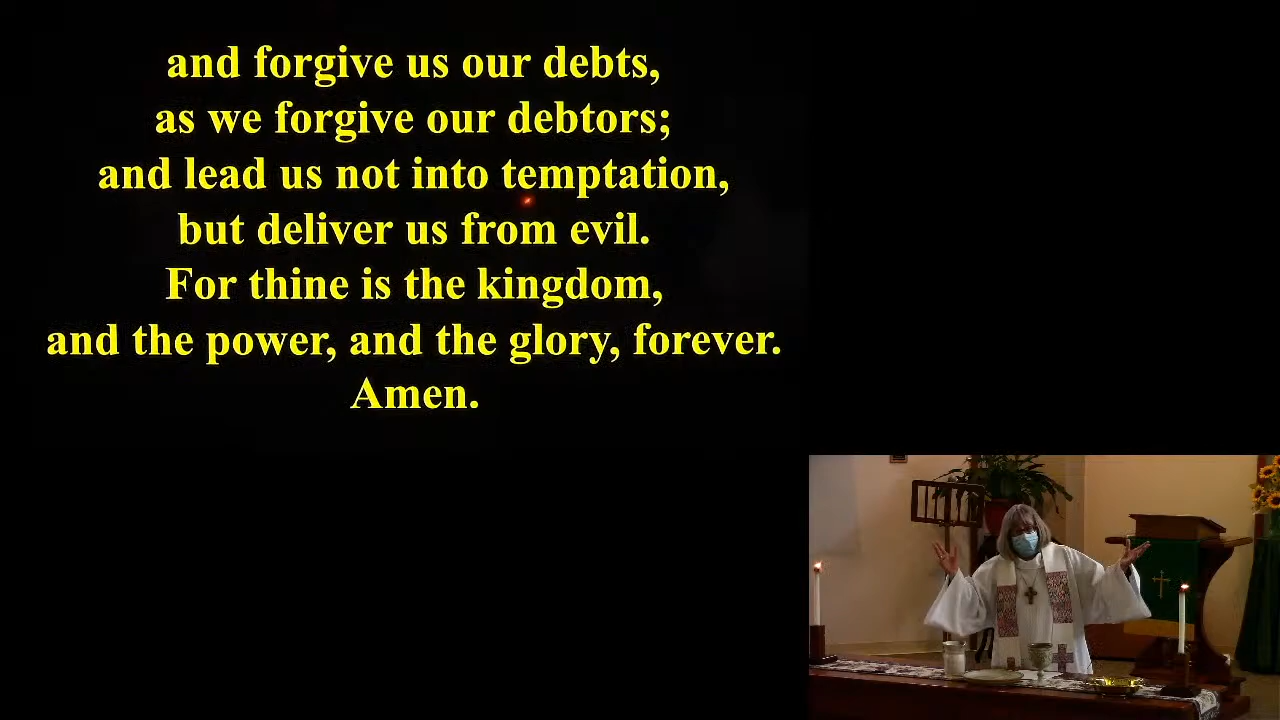 and forgive us our debts,
as we forgive our debtors;
and lead us not into temptation,
but deliver us from evil.
For thine is the kingdom,
and the power, and the glory, forever.
Amen.